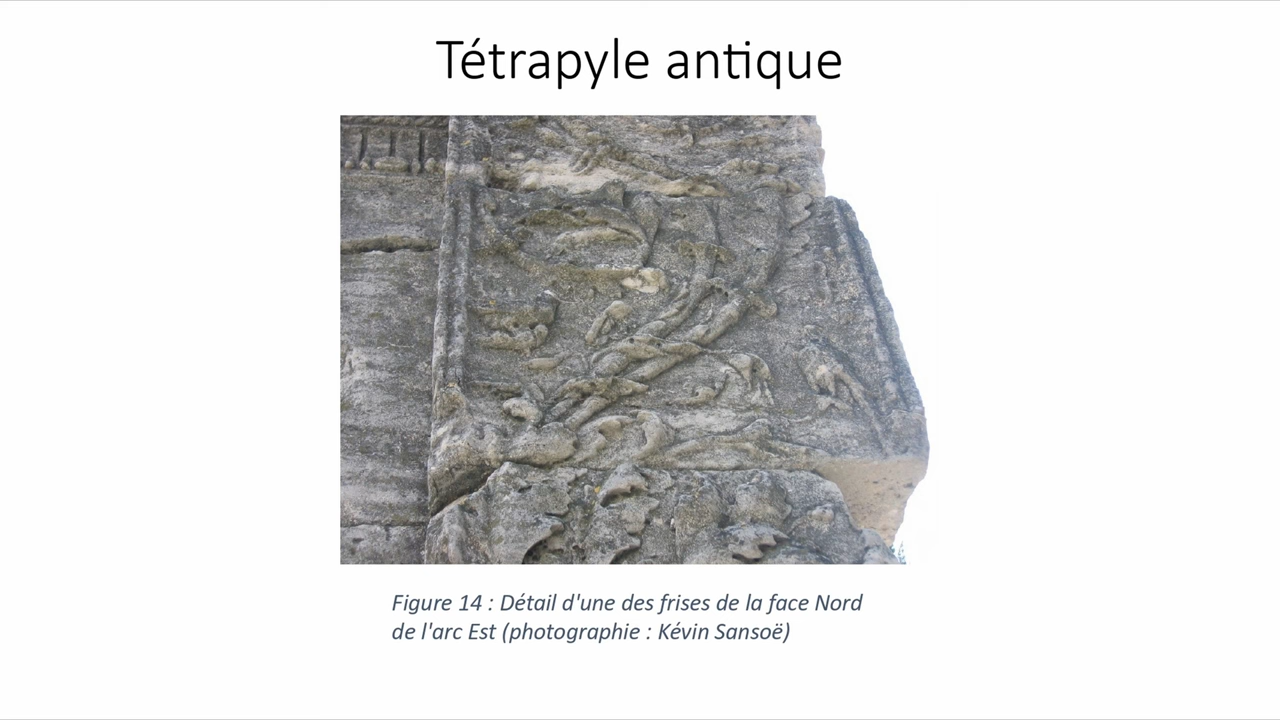 Tétrapyle antique
Figure 14 : Détail d'une des frises de la face Nord
de l'arc Est (photographie : Kévin Sansoë)